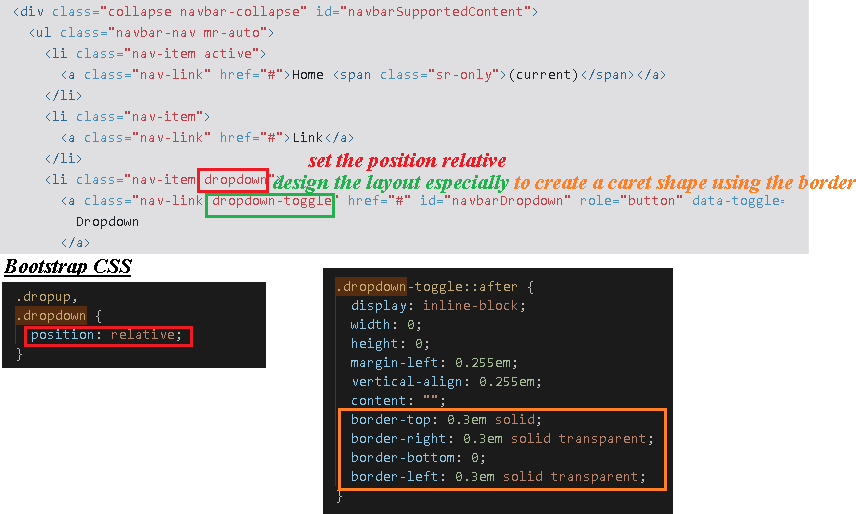 <div class="collapse navbar-collapse" id="navbarSupportedContent">
<ul class="navbar-nav mr-auto">
<li class="nav-item active">
<a class="nav-link" href="#">Home <span class="sr-only">(current)</span></a>
</li>
<li class="nav-item">
<a class="nav-link" href="#">Link</a>
</li>
set the position relative
<li class="nav-item dropdown"
design the layout especially to create a caret shape using the border
<a class="nav-link dropdown-toggle" href="#" id="navbarDropdown" role="button" data-toggle=
Dropdown
</a>
Bootstrap CSS
.dropup,
.dropdown {
position: relative;
}
.dropdown-toggle::after {
display: inline-block;
width: 0;
height: 0;
margin-left: 0.255em;
vertical-align: 0.255em;
content: "";
border-top: 0.3em solid;
border-right: 0.3em solid transparent;
border-bottom: 0;
border-left: 0.3em solid transparent;
}